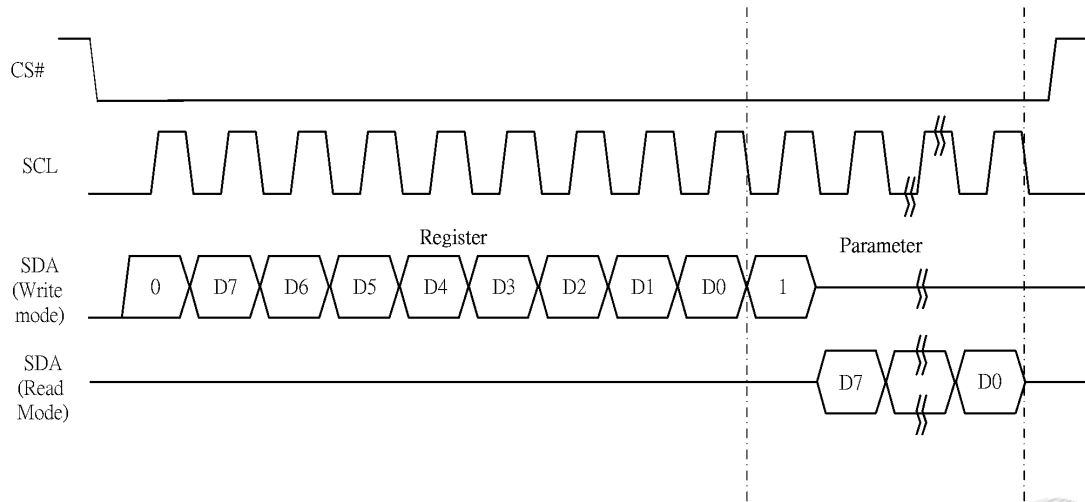 CS#
SCL
Register
Parameter
SDA
(Write
mode)
0 D7 D6 D5 D4 D3 D2 D1 D0 1
SDA
(Read
Mode)
D7 D0